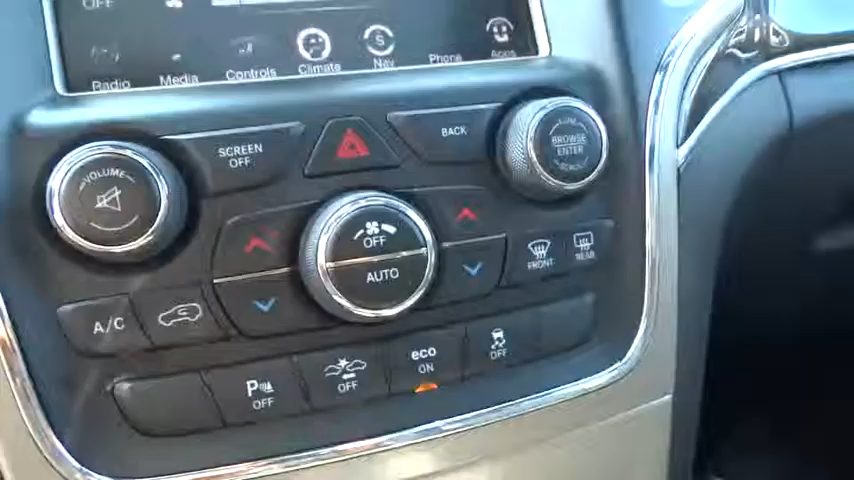 OFF
Radio Media Controls Climate Nav Phone Apps
VOLUME
SCREEN
OFF
BACK
TUNE
BROWSE
ENTER
OFF
AUTO
FRONT
REAR
A/C
P
OFF
OFF
eco
ON
OFF